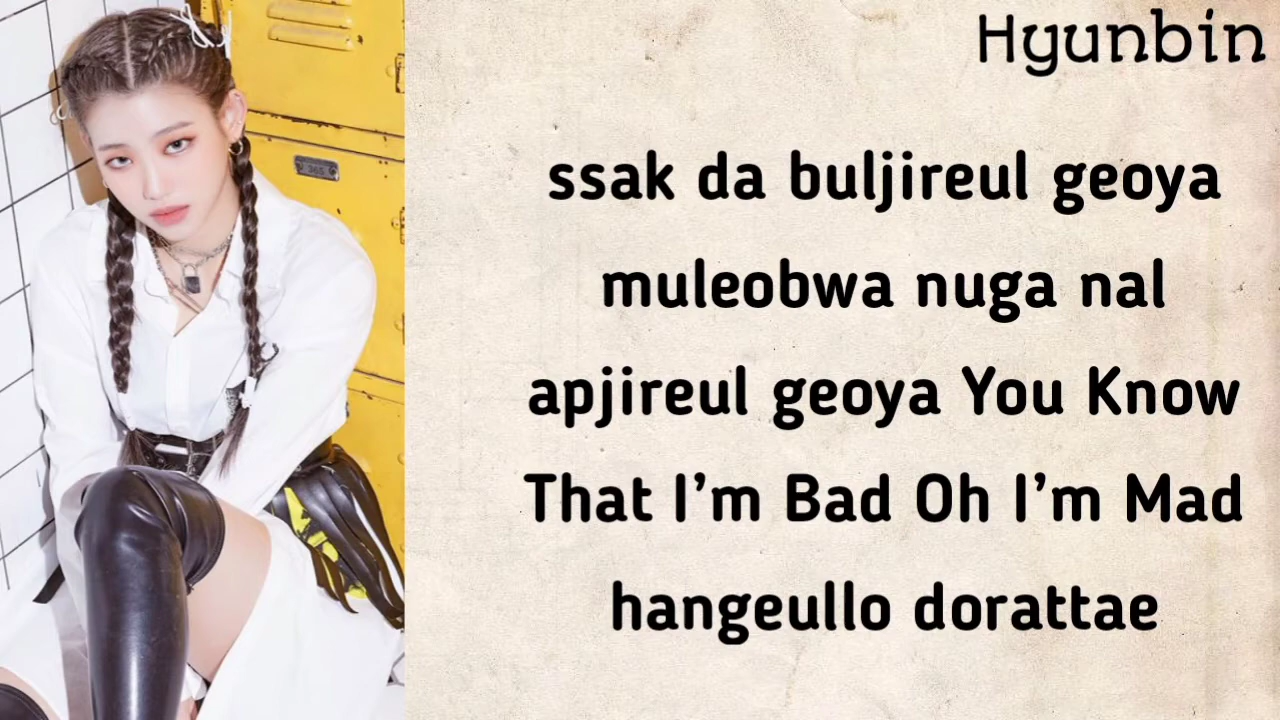 Hyunbin
ssak da buljireul geoya
muleobwa nuga nal
apjireul geoya You Know
That I’m Bad Oh I’m Mad
hangeullo dorattae